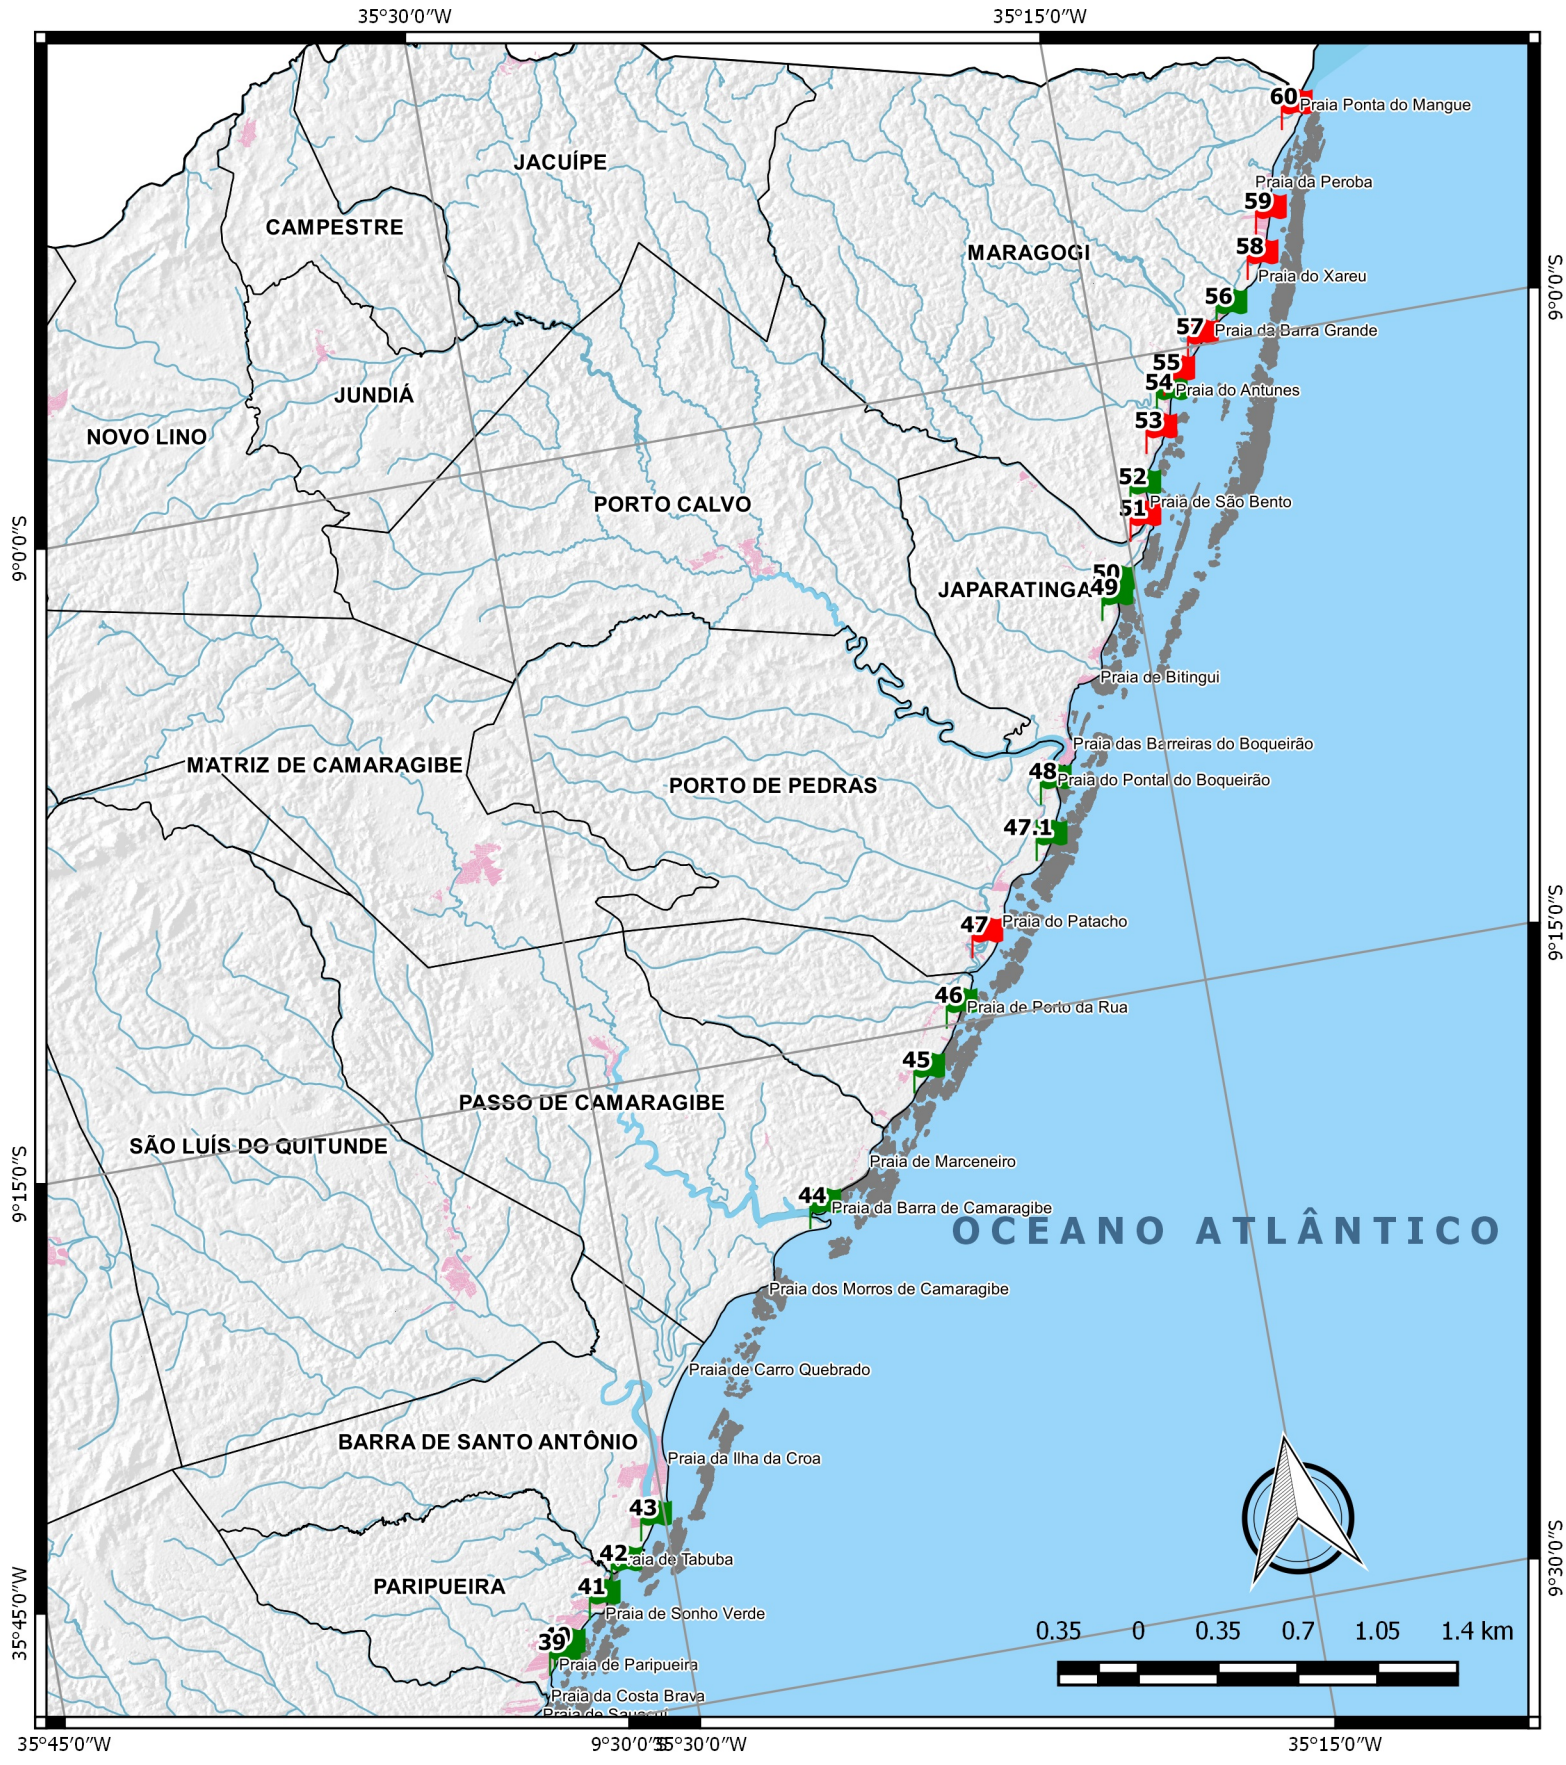 35°30′0″W
35°15′0″W
60
Praia Ponta do Mangue
JACUÍPE
Praia da Peroba
59
CAMPESTRE
58
MARAGOGI
Praia do Xareu
9°0′0″S
56
57
Praia da Barra Grande
55
54
Praia do Antunes
JUNDIÁ
53
NOVO LINO
52
51
Praia de São Bento
PORTO CALVO
9°0′0″S
50
JAPARATINGA
49
Praia de Bitingui
Praia das Barreiras do Boqueirão
MATRIZ DE CAMARAGIBE
48
Praia do Pontal do Boqueirão
PORTO DE PEDRAS
47.1
47
Praia do Patacho
9°15′0″S
46
Praia de Porto da Rua
45
PASSO DE CAMARAGIBE
SÃO LUÍS DO QUITUNDE
Praia de Marceneiro
9°15′0″S
44
Praia da Barra de Camaragibe
OCEANO ATLÂNTICO
Praia dos Morros de Camaragibe
Praia de Carro Quebrado
BARRA DE SANTO ANTÔNIO
Praia da Ilha da Croa
43
42
Praia de Tabuba
9°30′0″S
PARIPUEIRA
41
Praia de Sonho Verde
35°45′0″W
40
39
Praia de Paripueira
0.35 0 0.35 0.7 1.05 1.4 km
Praia da Costa Brava
35°45′0″W
9°30′0″S
35°30′0″W
35°15′0″W